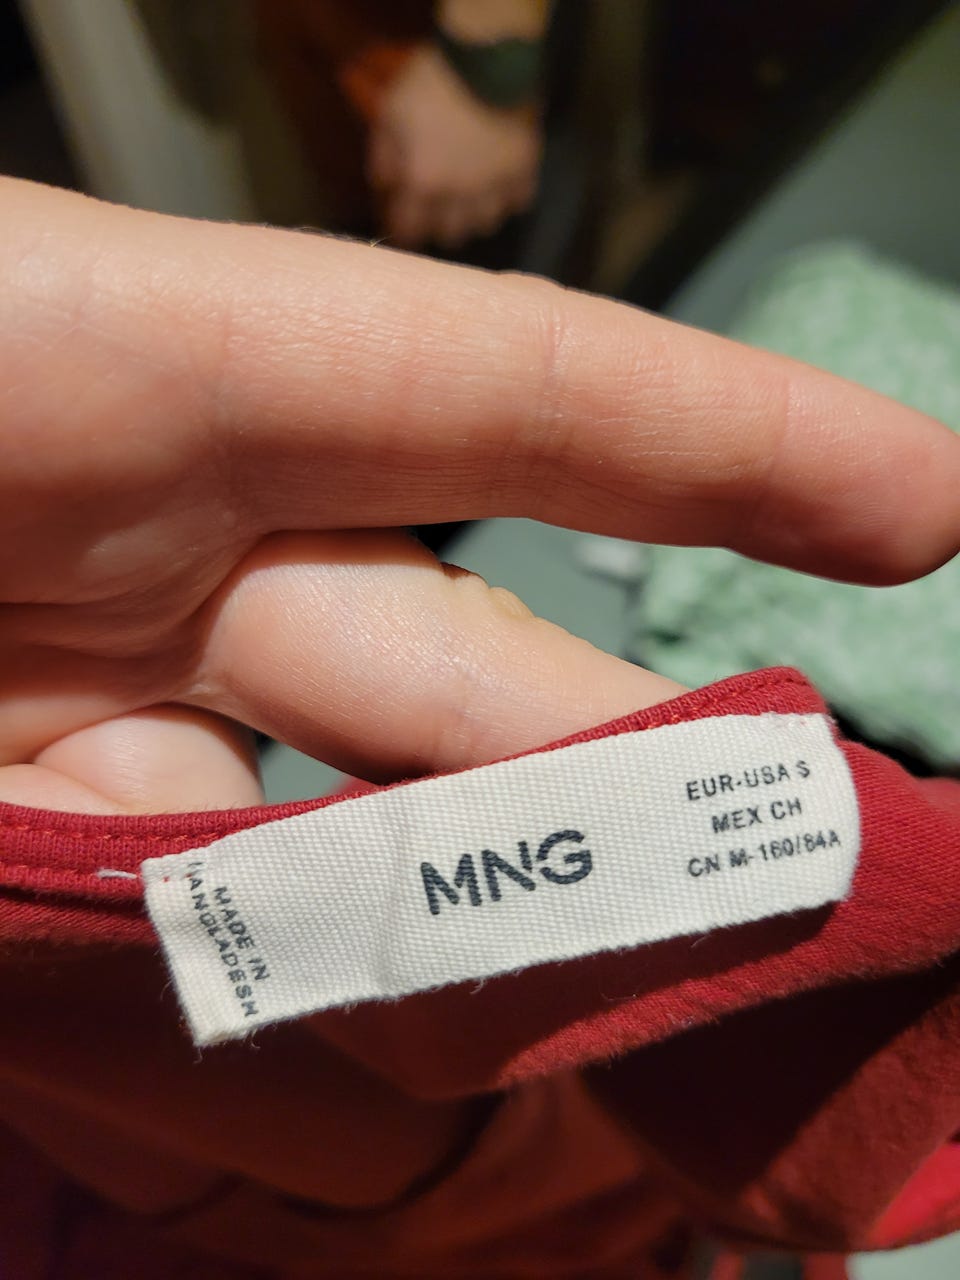 MADE IN
BANGLADESH
MNG
EUR-USA S
MEX CH
CN M-160/84A